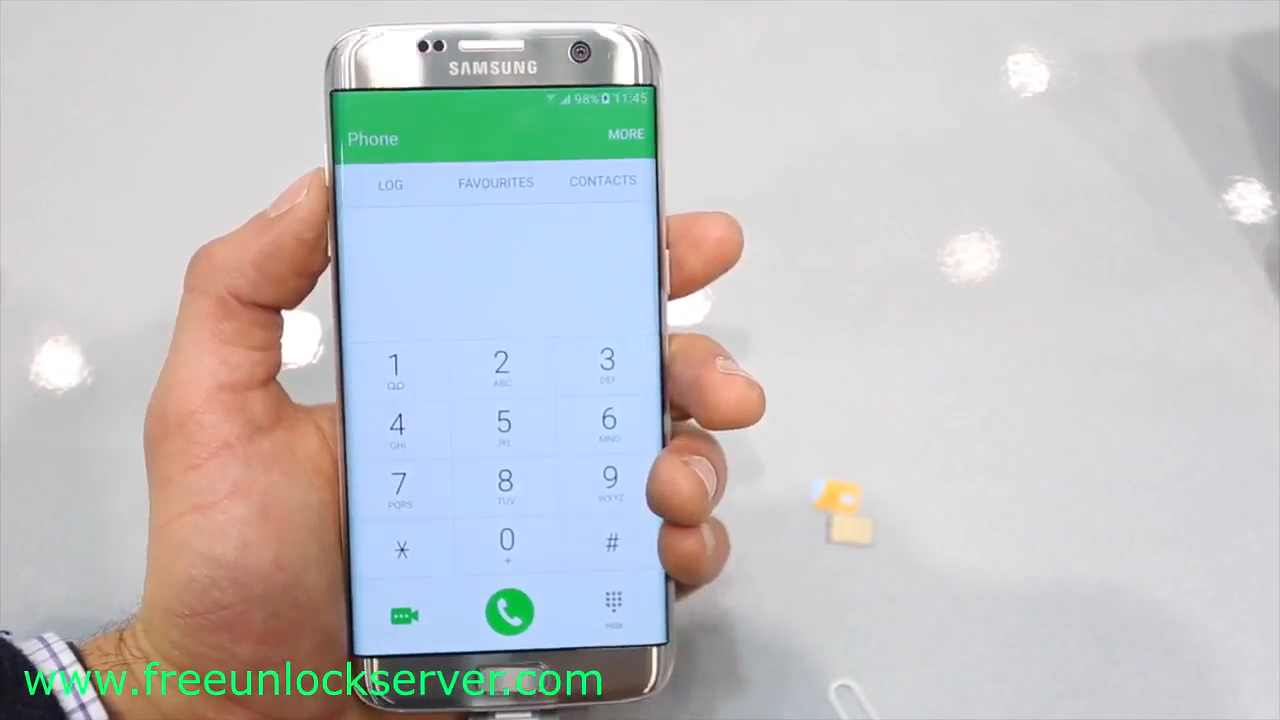 SAMSUNG
98% 11:45
Phone MORE
LOG FAVOURITES CONTACTS
1 2 3
ABC DEF
4 5 6
GHI JKL MNO
7 8 9
PQRS TUV WXYZ
* 0 #
+
Hide
www.freeunlockserver.com